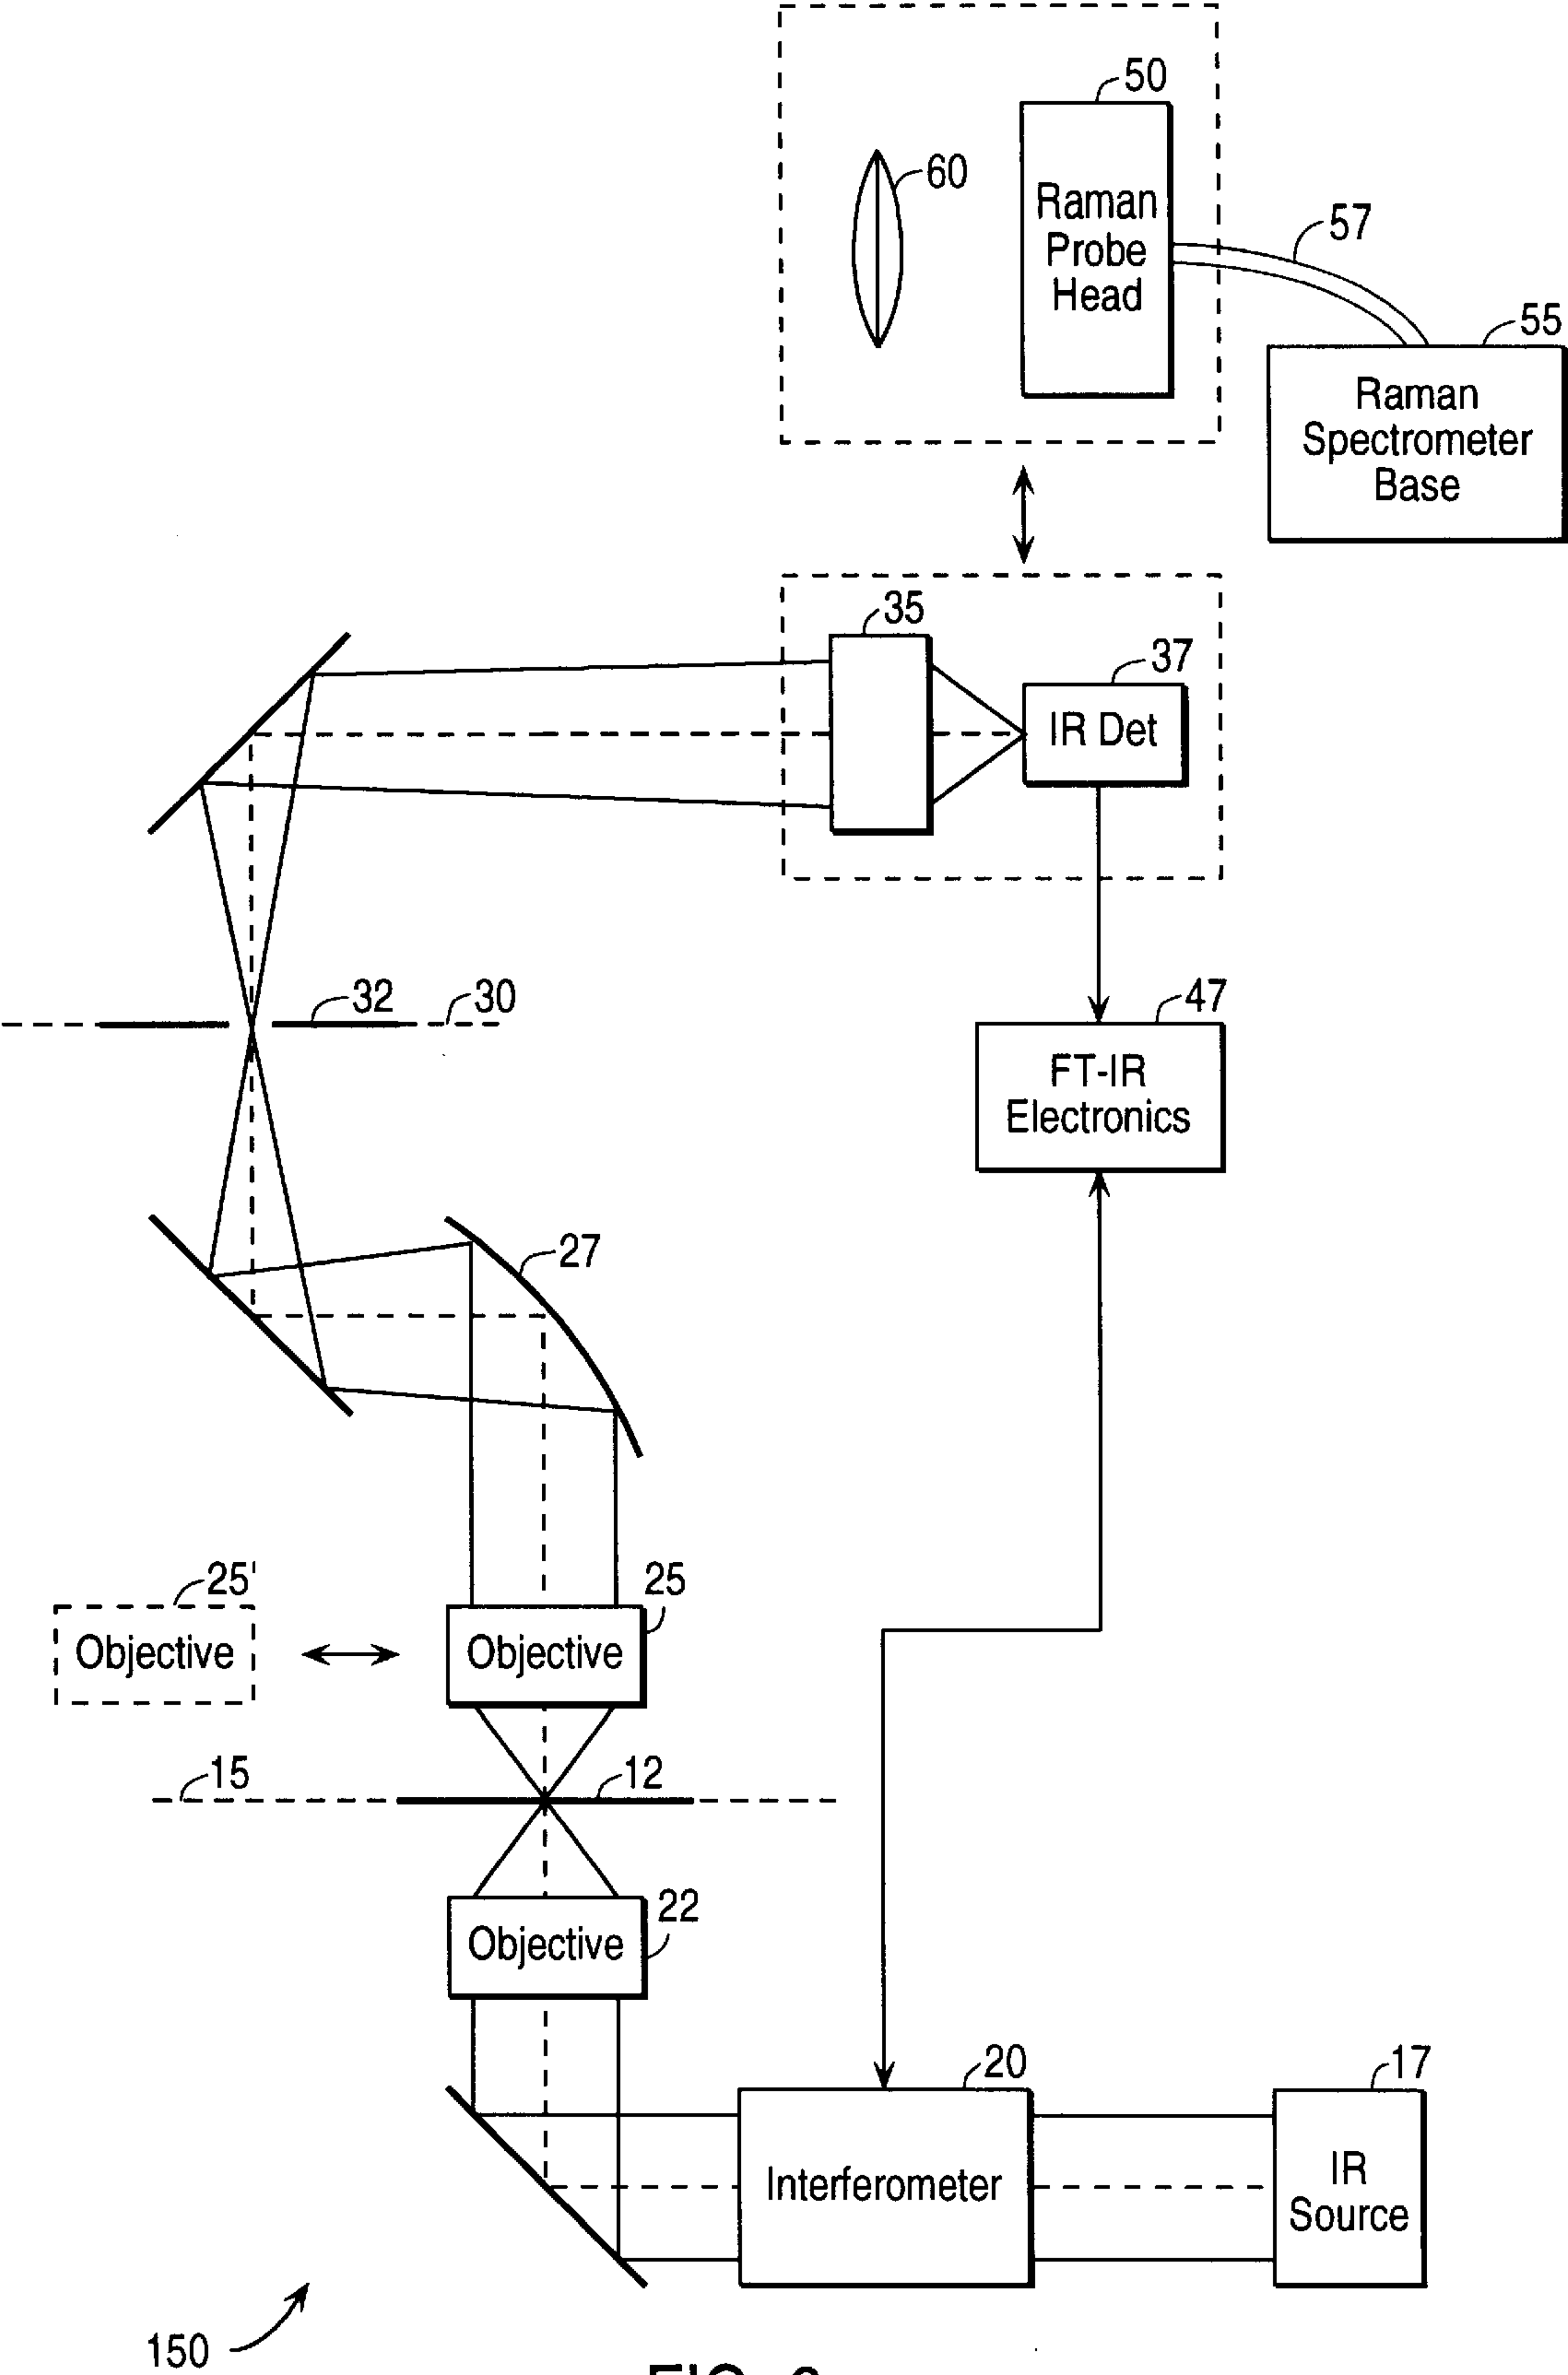 50
60
Raman
Probe
Head
57
55
Raman
Spectrometer
Base
35
37
IR Det
32
30
47
FT-IR
Electronics
27
25'
25
Objective
Objective
15
12
22
Objective
20
17
Interferometer
IR
Source
150